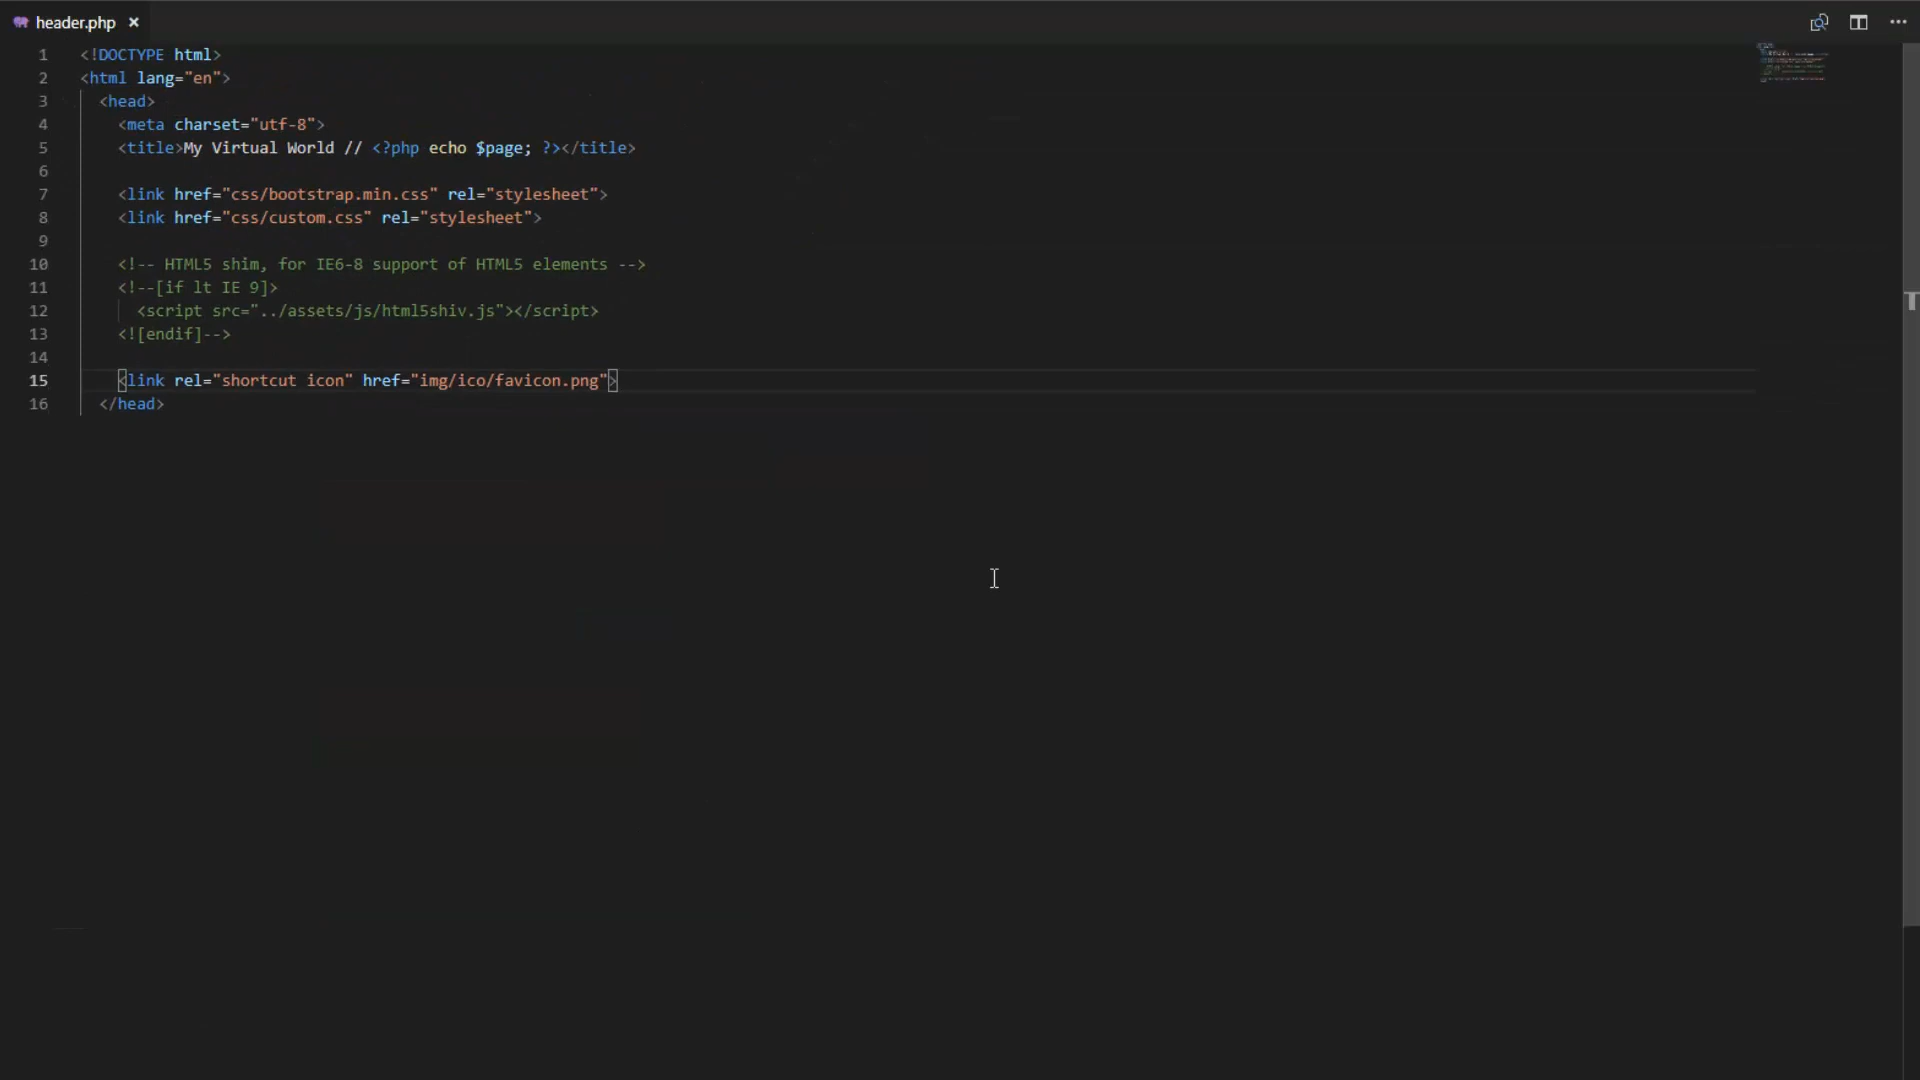 header.php
1 <!DOCTYPE html>
2 <html lang="en">
3 <head>
4 <meta charset="utf-8">
5 <title>My Virtual World // <?php echo $page; ?></title>
6
7 <link href="css/bootstrap.min.css" rel="stylesheet">
8 <link href="css/custom.css" rel="stylesheet">
9
10 <!-- HTML5 shim, for IE6-8 support of HTML5 elements -->
11 <!--[if lt IE 9]>
12 <script src="../assets/js/html5shiv.js"></script>
13 <![endif]-->
14
15 <link rel="shortcut icon" href="img/ico/favicon.png">
16 </head>